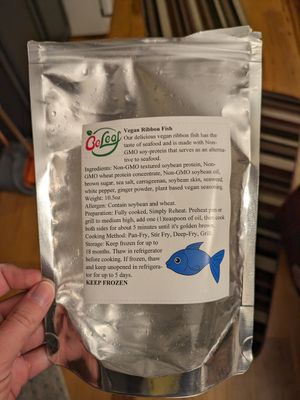 BeLeaf
Vegan Ribbon Fish
Our delicious vegan ribbon fish has the
taste of seafood and is made with Non-
GMO soy-protein that serves as an alterna-
tive to seafood.
Ingredients: Non-GMO textured soybean protein, Non-
GMO wheat protein concentrate, Non-GMO soybean oil,
brown sugar, sea salt, carrageenan, soybean skin, seaweed,
white pepper, ginger powder, plant based vegan seasoning
Weight: 10.5oz
Allergen: Contain soybean and wheat.
Preparation: Fully cooked, Simply Reheat. Preheat pan or
grill to medium high, add one (1)teaspoon of oil, then cook
both sides for about 5 minutes until it's golden brown.
Cooking Method: Pan-Fry, Stir Fry, Deep-Fry, Grill
Storage: Keep frozen for up to
18 months. Thaw in refrigerator
before cooking. If frozen, thaw
and keep unopened in refrigera-
tor for up to 5 days.
KEEP FROZEN